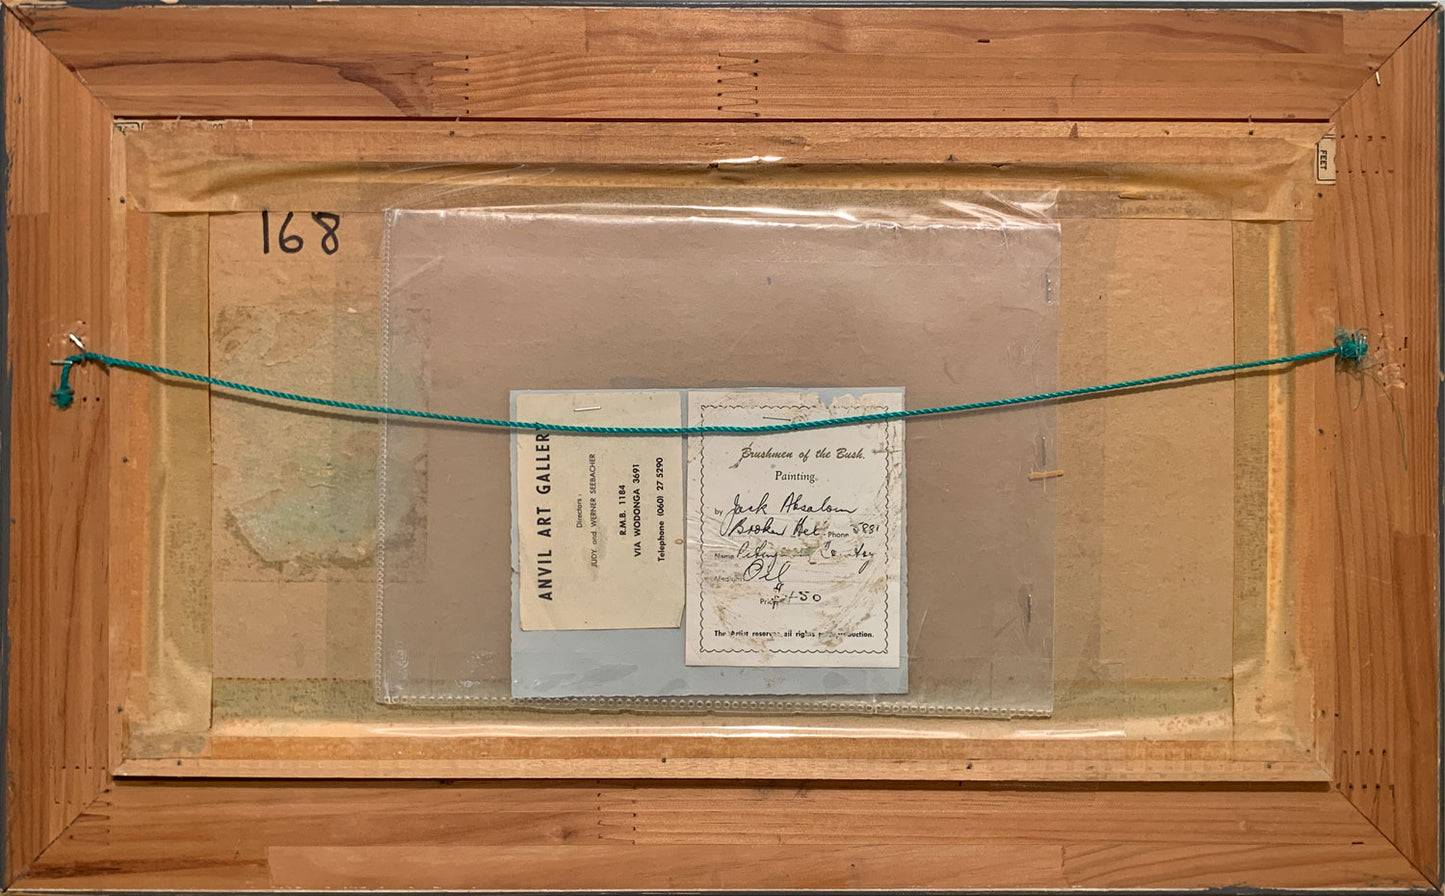 168
FEET
ANVIL ART GALLERY
Directors:
JUDY and WERNER SEEBACHER
R.M.B. 1184
VIA WODONGA 3691
Telephone (060) 27 5290
Brushmen of the Bush.
Painting
by Jack Absalom
Broken Hill Phone 5881
Name
Medium Oil
Price $450
The Artist reserves all rights reproduction.